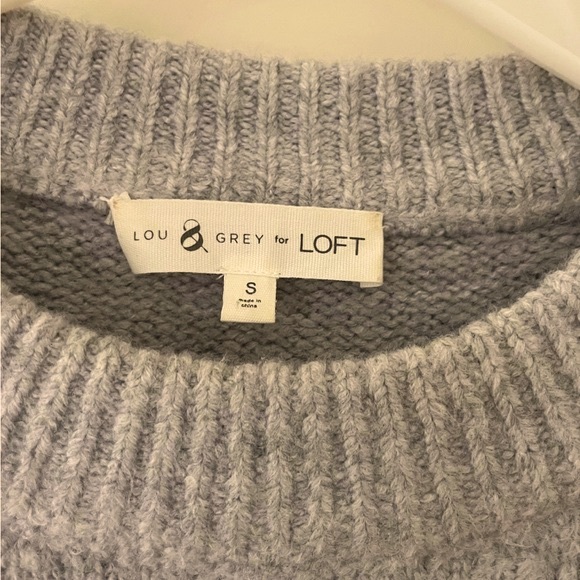 LOU & GREY for LOFT
S
made in
china